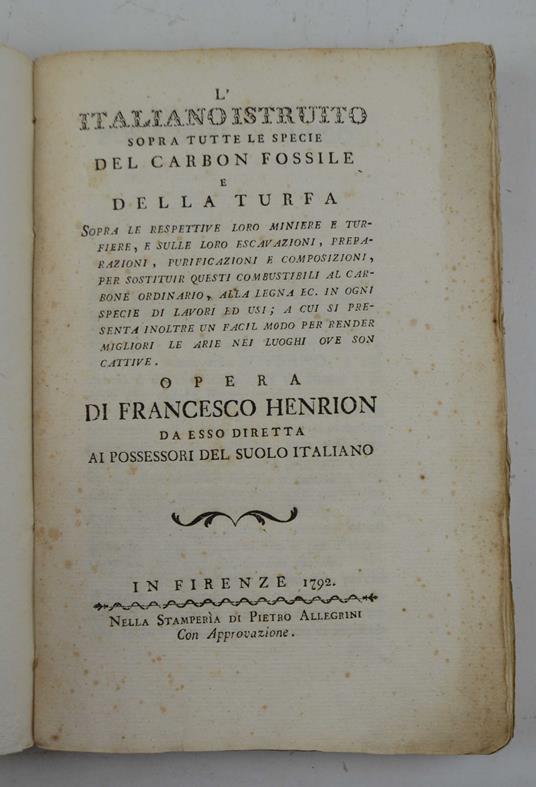 L'
ITALIANO ISTRUITO
SOPRA TUTTE LE SPECIE
DEL CARBON FOSSILE
E
DELLA TURFA
SOPRA LE RESPETTIVE LORO MINIERE E TUR-
FIERE, E SULLE LORO ESCAVAZIONI, PREPA-
RAZIONI, PURIFICAZIONI E COMPOSIZIONI,
PER SOSTITUIR QUESTI COMBUSTIBILI AL CAR-
BONE ORDINARIO, ALLA LEGNA EC. IN OGNI
SPECIE DI LAVORI ED USI; A CUI SI PRE-
SENTA INOLTRE UN FACIL MODO PER RENDER
MIGLIORI LE ARIE NEI LUOGHI OVE SON
CATTIVE.
OPERA
DI FRANCESCO HENRION
DA ESSO DIRETTA
AI POSSESSORI DEL SUOLO ITALIANO
IN FIRENZE 1792.
NELLA STAMPERÌA DI PIETRO ALLEGRINI
Con Approvazione.